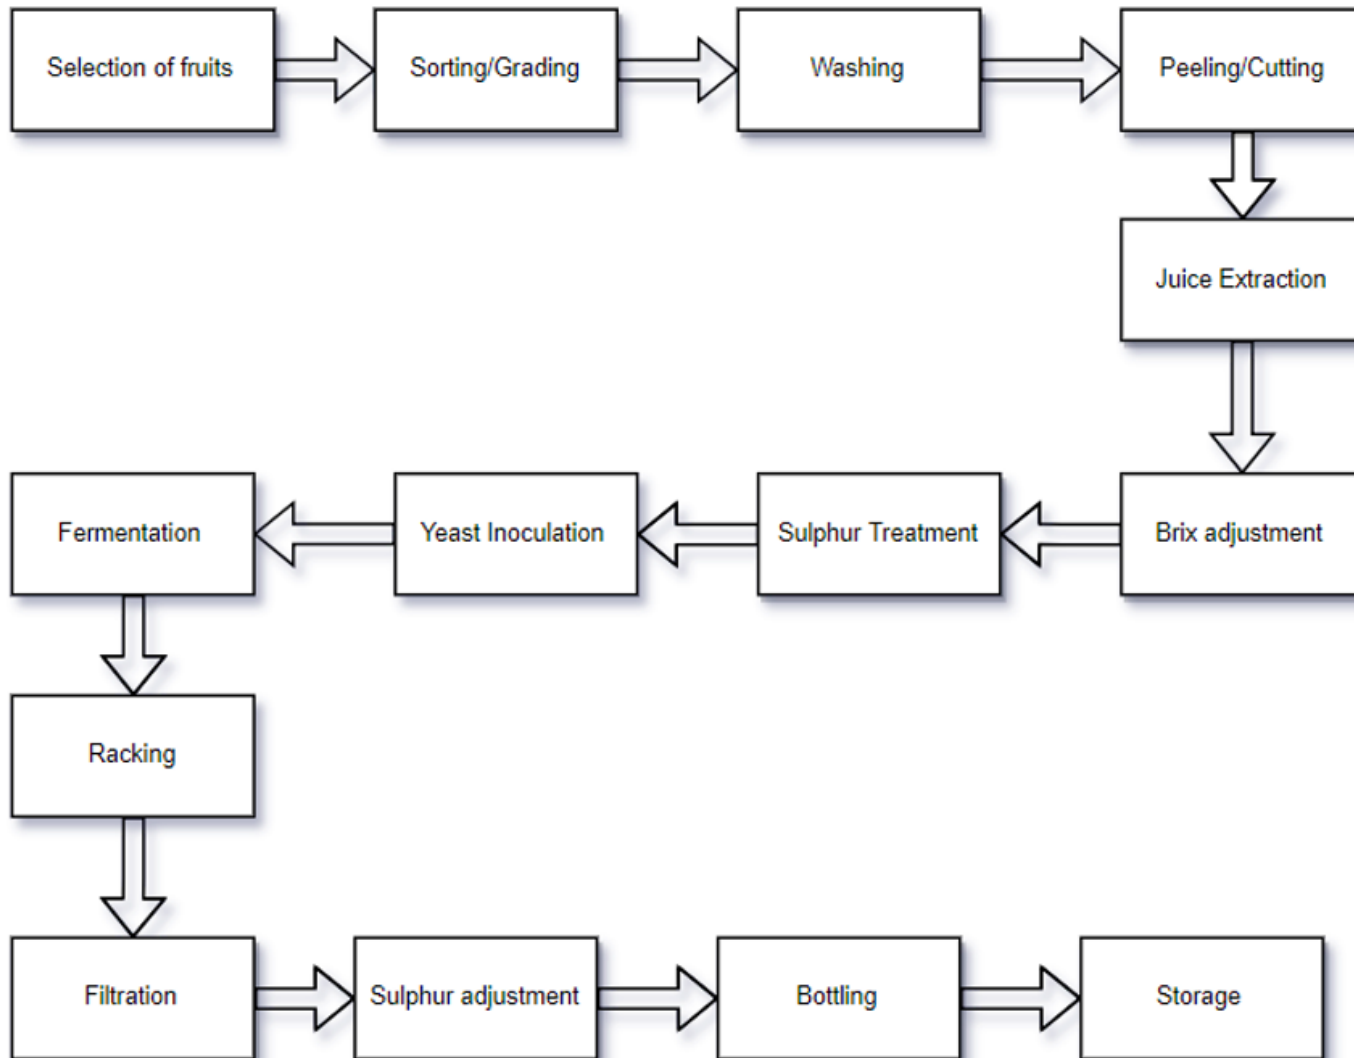 Selection of fruits
Sorting/Grading
Washing
Peeling/Cutting
Juice Extraction
Brix adjustment
Sulphur Treatment
Yeast Inoculation
Fermentation
Racking
Filtration
Sulphur adjustment
Bottling
Storage